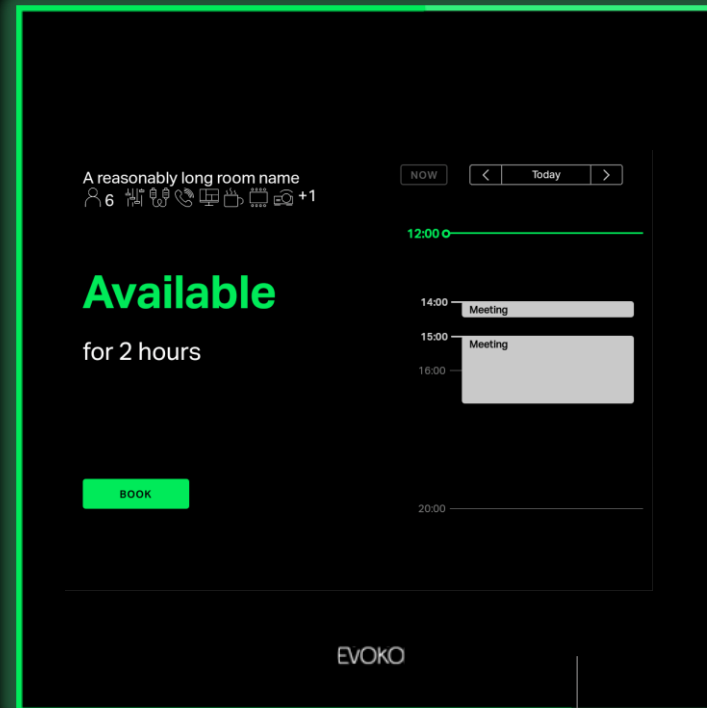 A reasonably long room name
6 +1
Available
for 2 hours
BOOK
NOW
Today
12:00
14:00 Meeting
15:00 Meeting
16:00
20:00
EVOKO